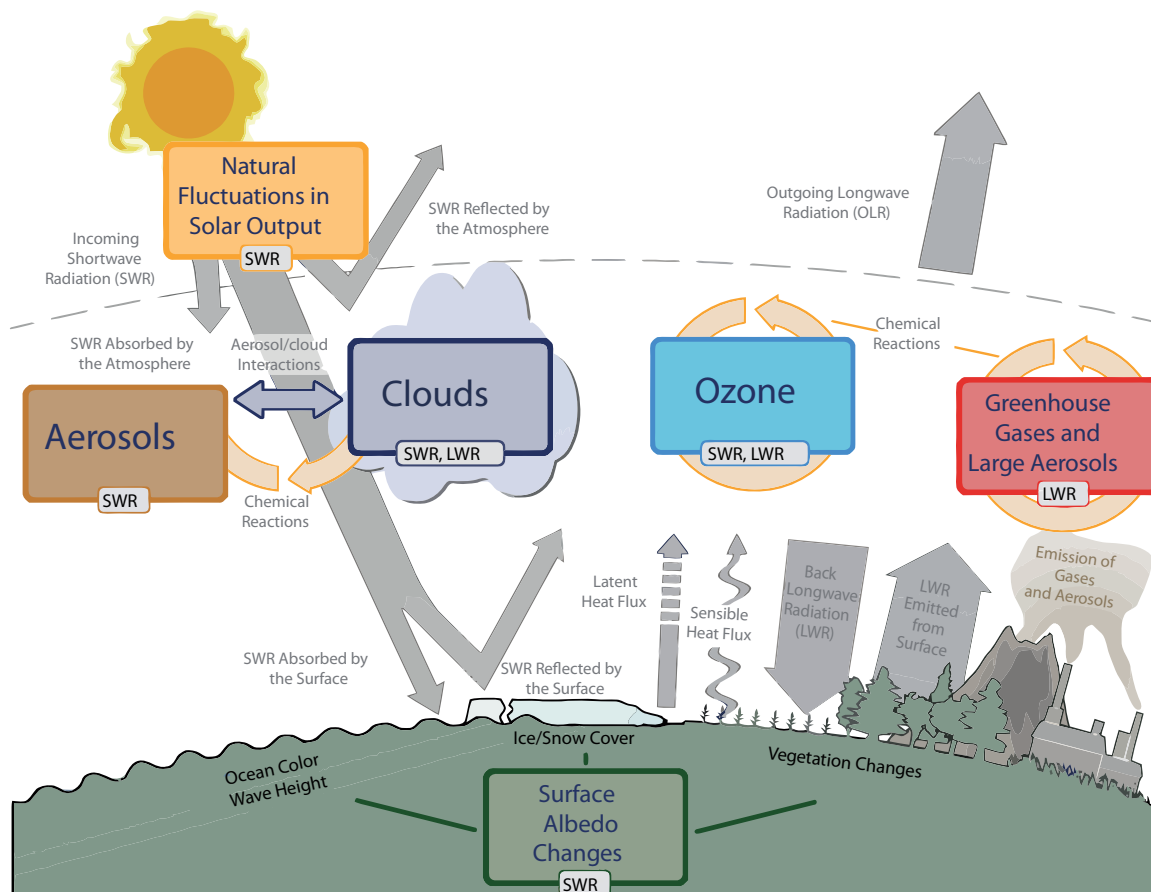 Natural
Fluctuations in
Solar Output
SWR
Incoming
Shortwave
Radiation (SWR)
SWR Reflected by
the Atmosphere
Outgoing Longwave
Radiation (OLR)
SWR Absorbed by
the Atmosphere
Aerosol/cloud
Interactions
Chemical
Reactions
Aerosols
SWR
Clouds
SWR, LWR
Ozone
SWR, LWR
Greenhouse
Gases and
Large Aerosols
LWR
Chemical
Reactions
Latent
Heat Flux
Sensible
Heat Flux
Back
Longwave
Radiation
(LWR)
LWR
Emitted
from
Surface
Emission of
Gases
and Aerosols
SWR Absorbed by
the Surface
SWR Reflected by
the Surface
Ice/Snow Cover
Ocean Color
Wave Height
Vegetation Changes
Surface
Albedo
Changes
SWR